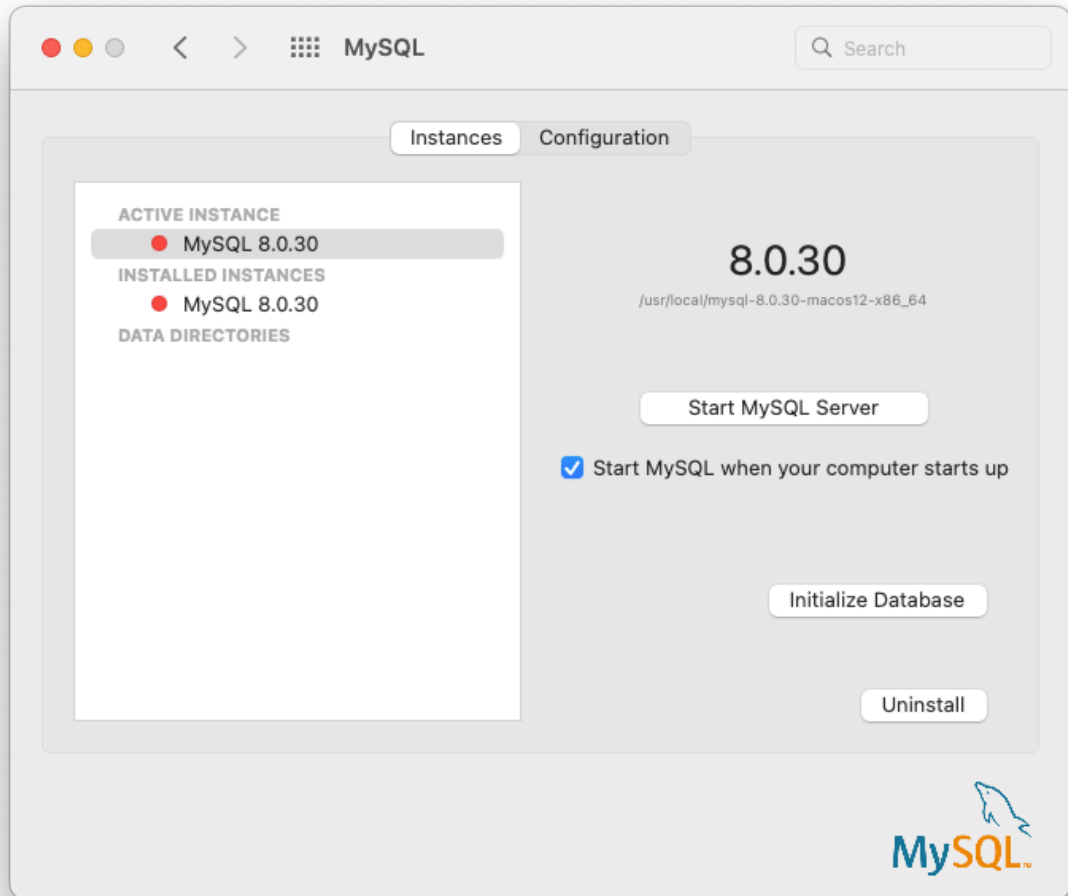 MySQL
Search
Instances
Configuration
ACTIVE INSTANCE
MySQL 8.0.30
INSTALLED INSTANCES
MySQL 8.0.30
DATA DIRECTORIES
8.0.30
/usr/local/mysql-8.0.30-macos12-x86_64
Start MySQL Server
Start MySQL when your computer starts up
Initialize Database
Uninstall
MySQL™